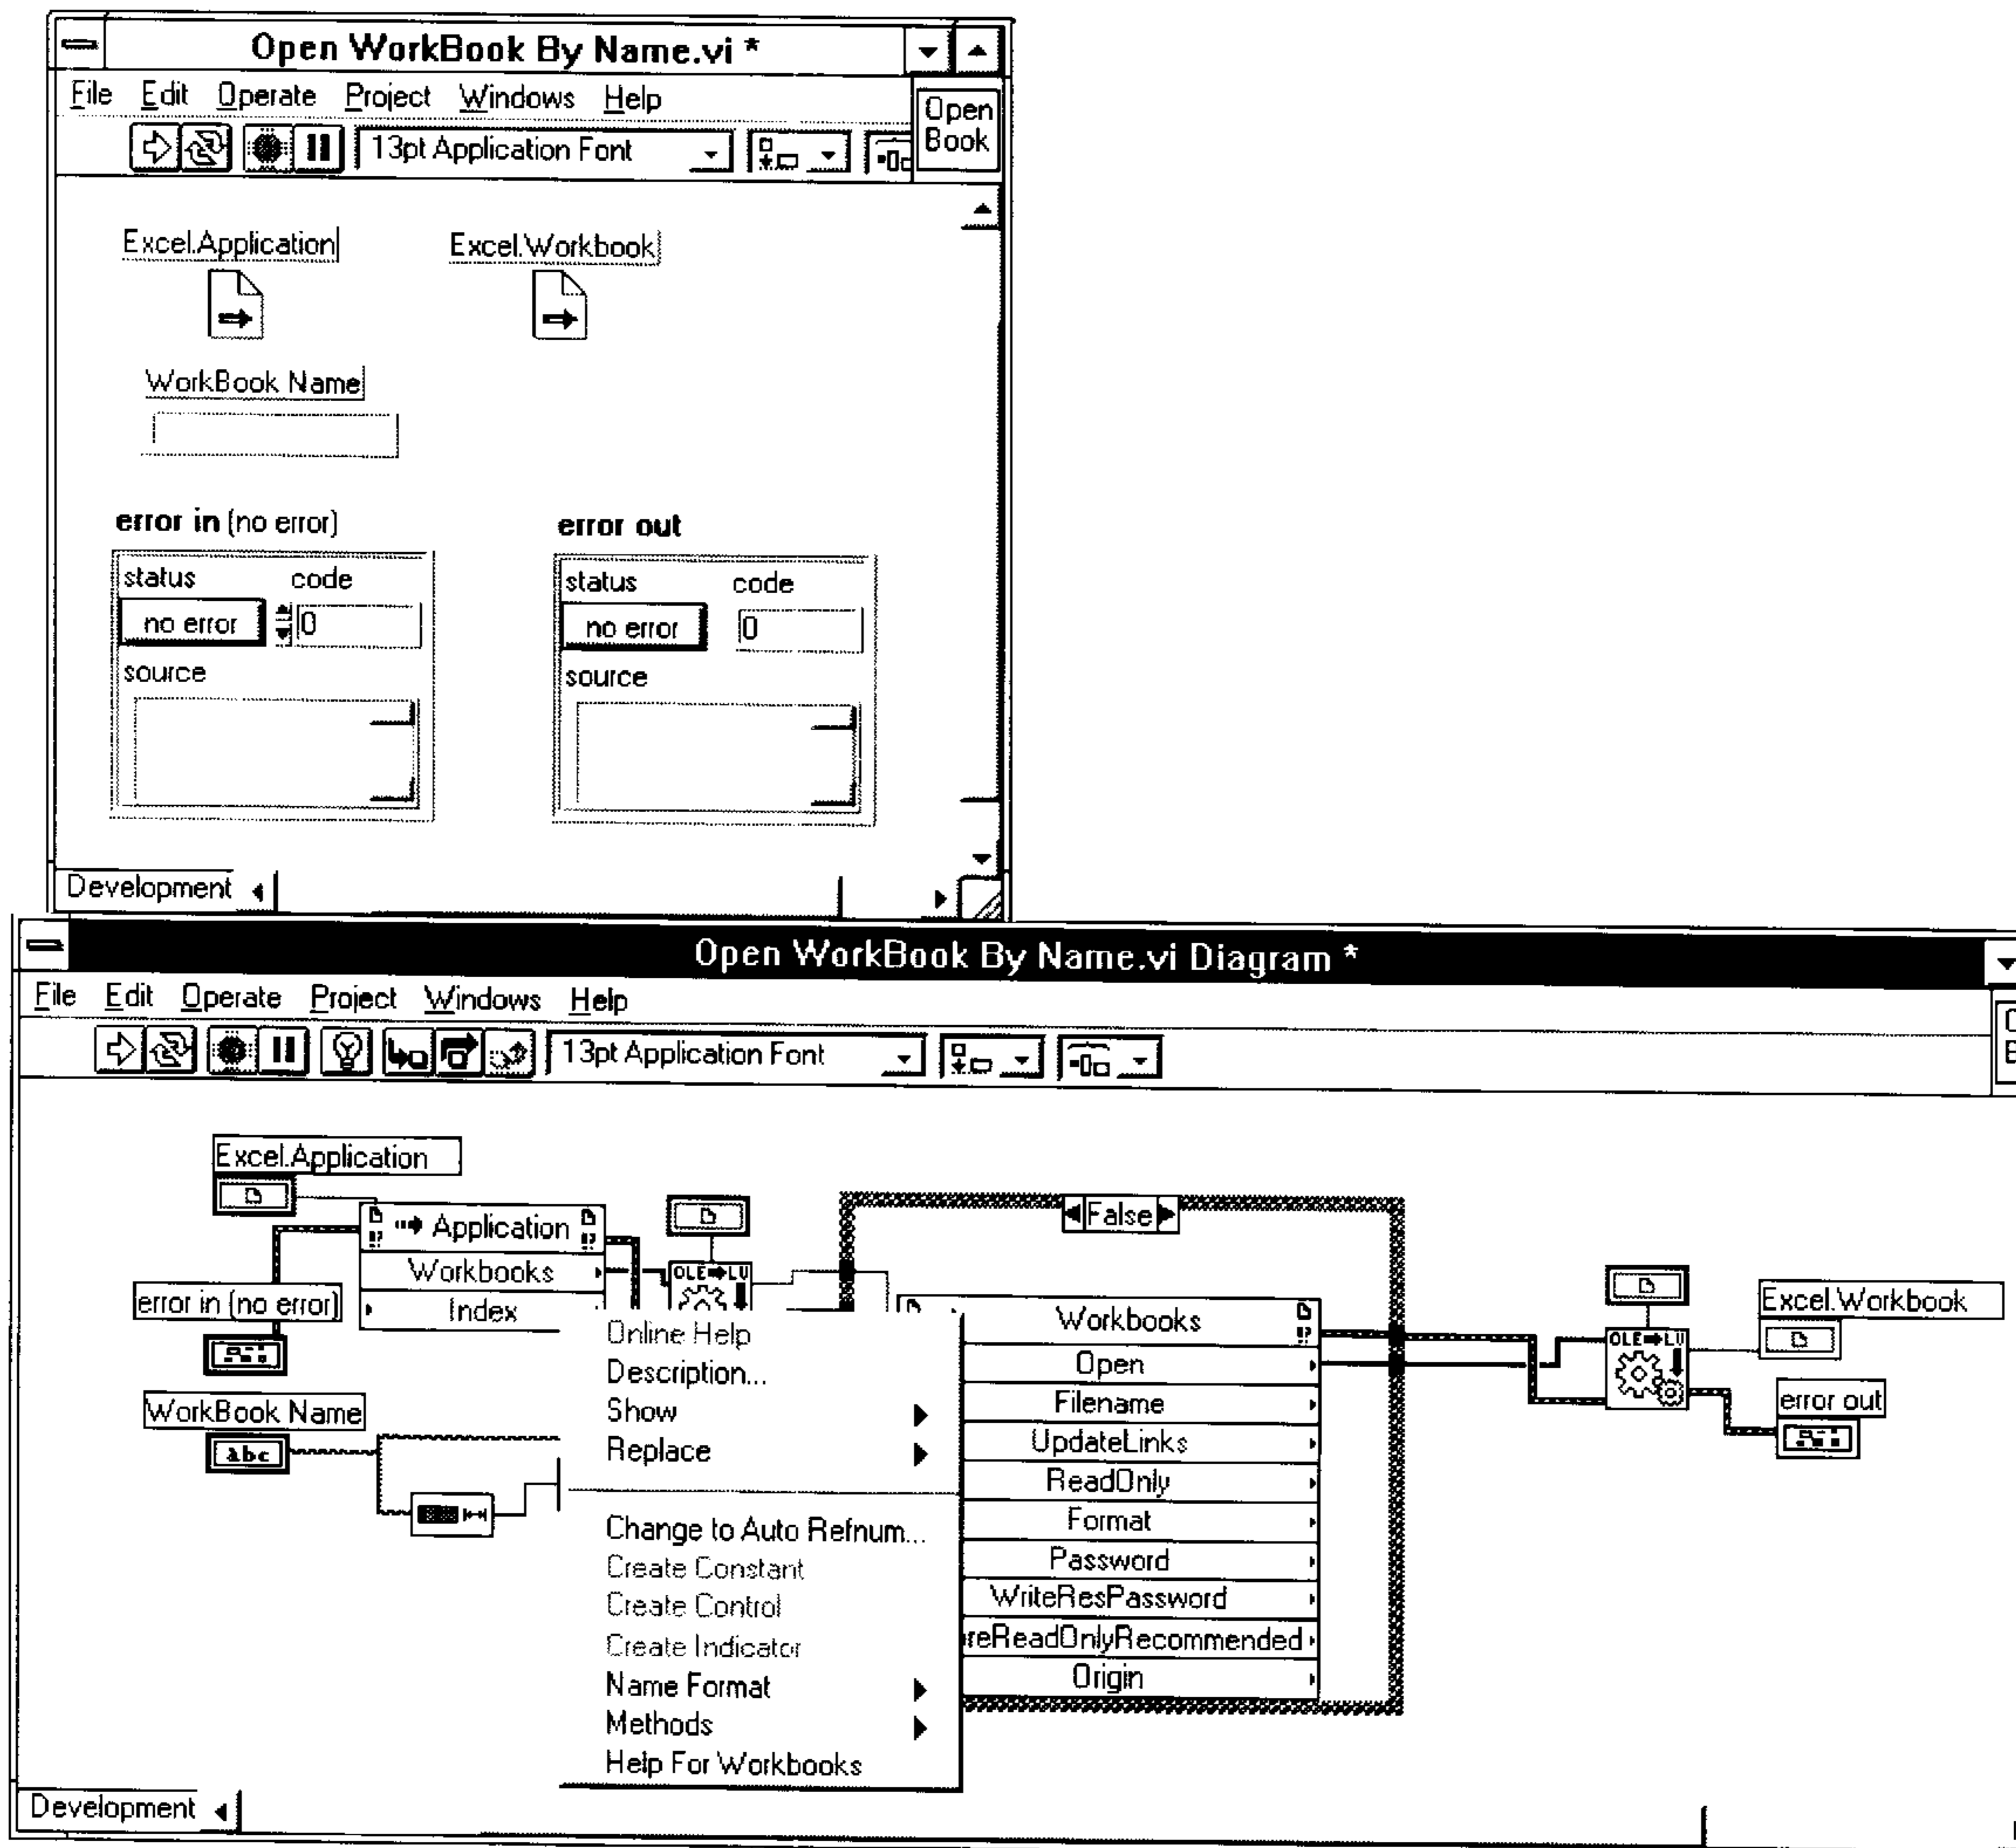 Open WorkBook By Name.vi *
File Edit Operate Project Windows Help
Open
Book
13pt Application Font
Excel.Application
Excel.Workbook
WorkBook Name
error in (no error)
error out
status code
no error 0
source
status code
no error 0
source
Development
Open WorkBook By Name.vi Diagram *
File Edit Operate Project Windows Help
13pt Application Font
Excel.Application
Application
Workbooks
Index
error in (no error)
WorkBook Name
abc
OLE LV
False
Online Help
Description...
Show
Replace
Change to Auto Refnum...
Create Constant
Create Control
Create Indicator
Name Format
Methods
Help For Workbooks
Workbooks
Open
Filename
UpdateLinks
ReadOnly
Format
Password
WriteResPassword
reReadOnlyRecommended
Origin
OLE LV
Excel.Workbook
error out
Development